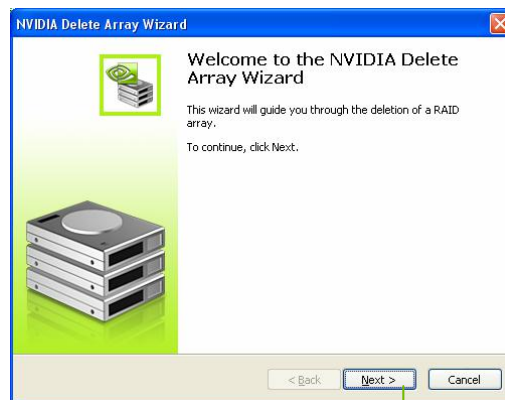 NVIDIA Delete Array Wizard
Welcome to the NVIDIA Delete
Array Wizard
This wizard will guide you through the deletion of a RAID
array.
To continue, click Next.
< Back
Next >
Cancel